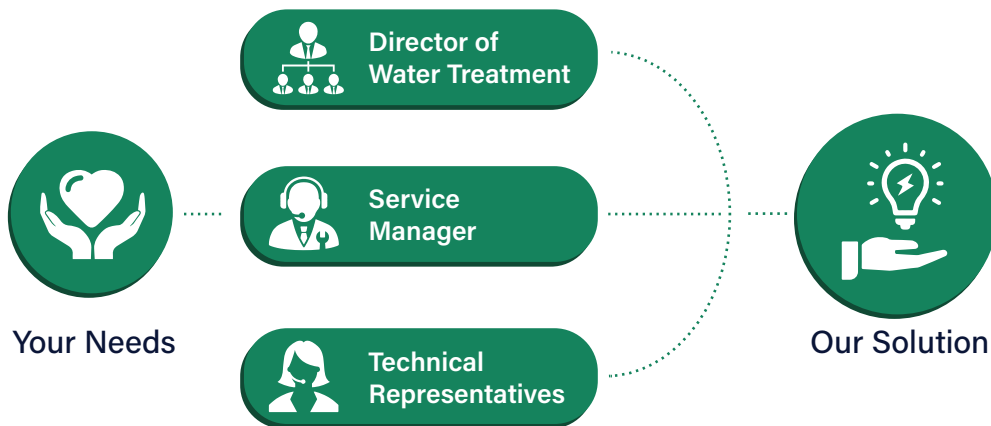 Director of
Water Treatment
Service
Manager
Your Needs
Our Solution
Technical
Representatives